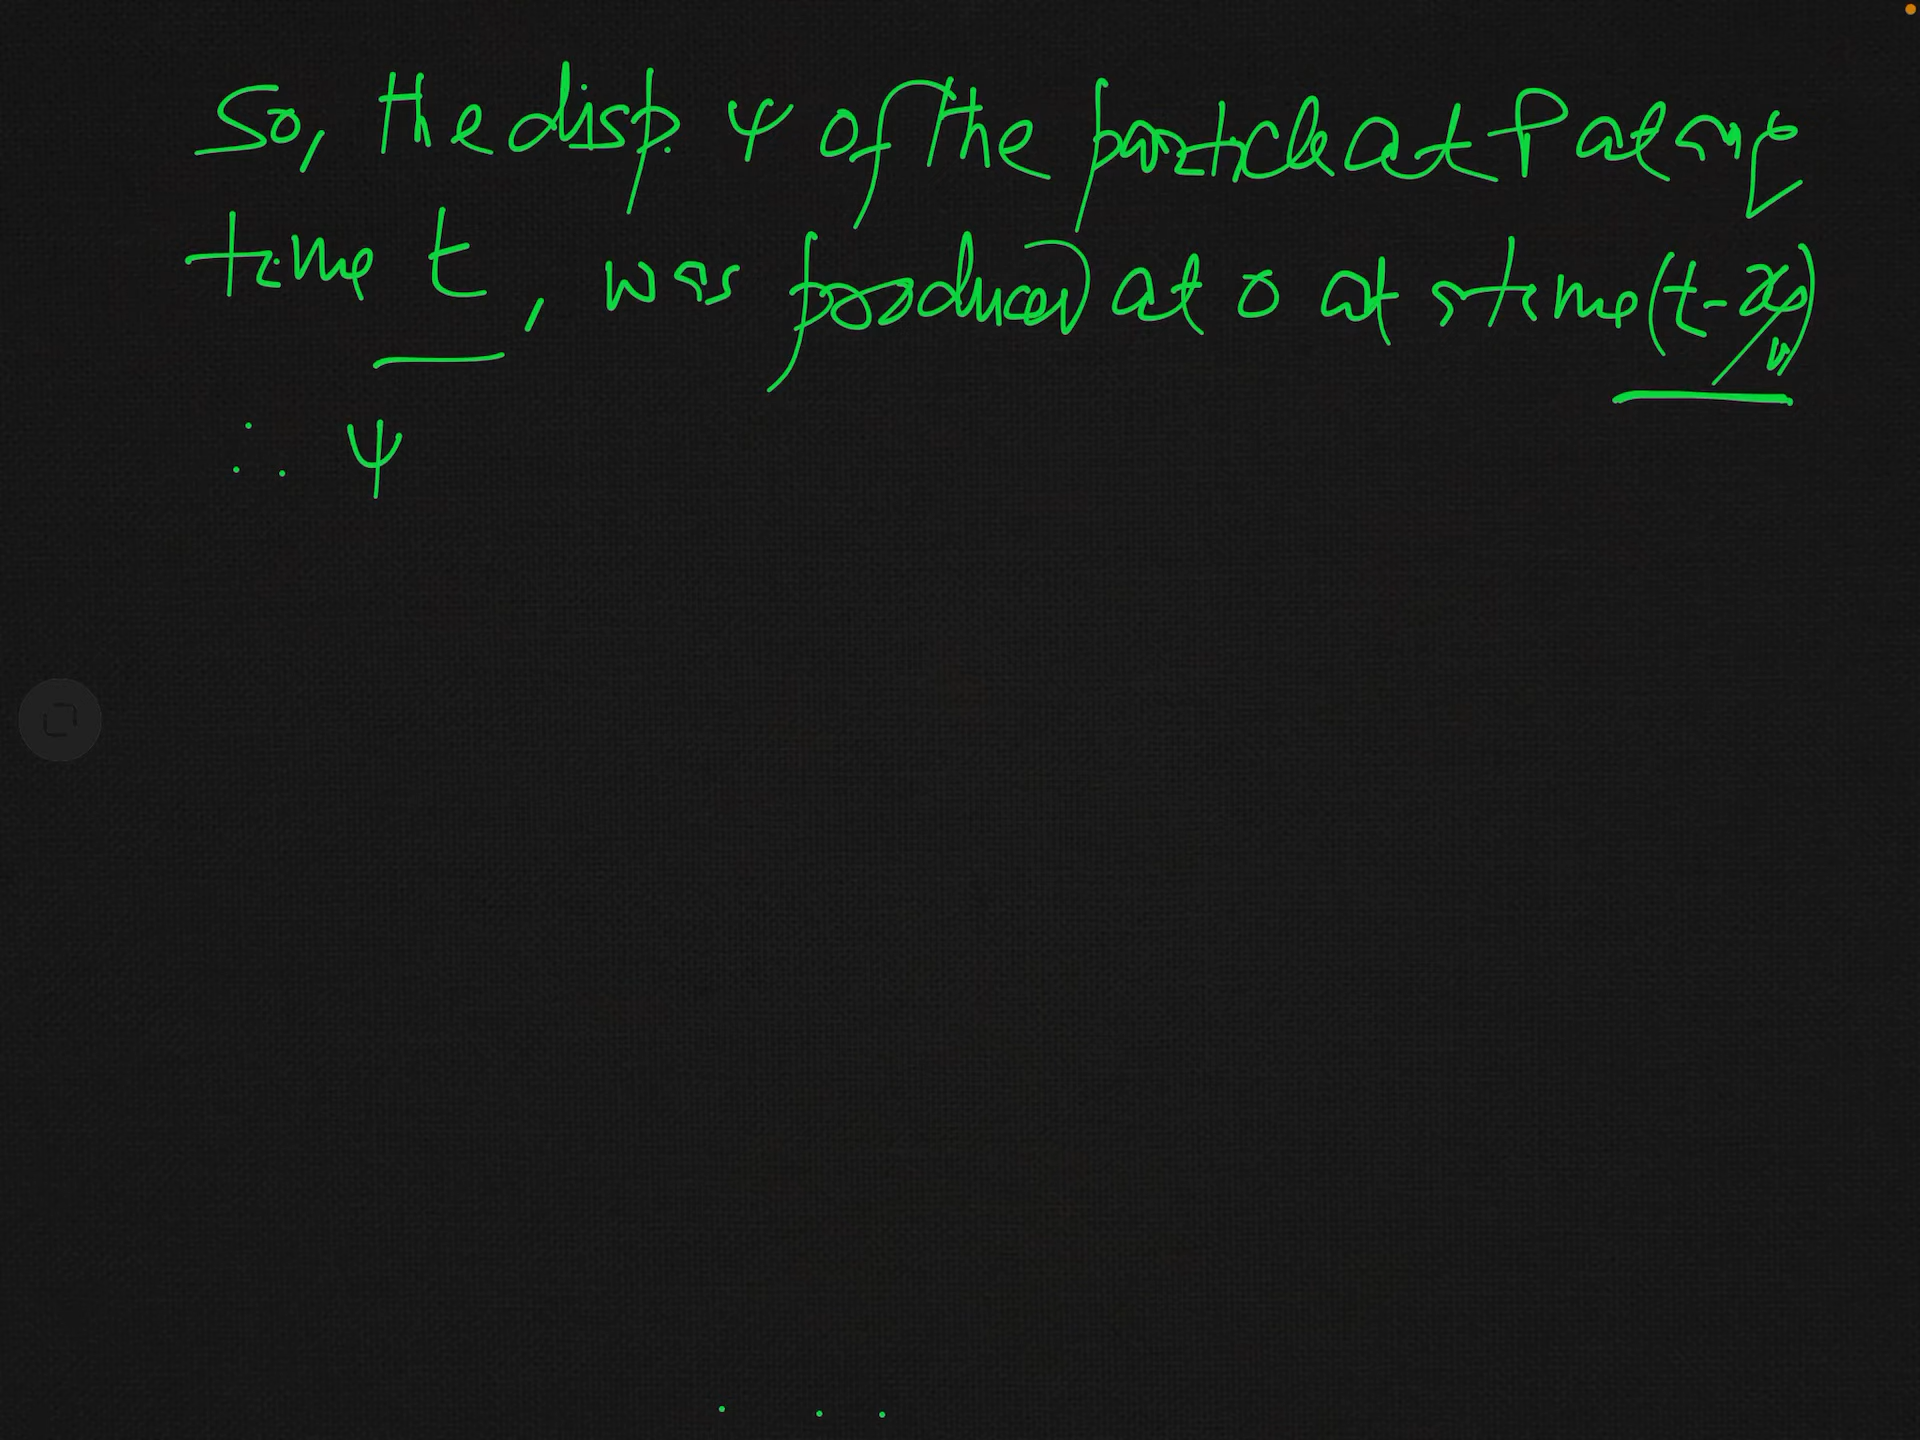 So, the disp. ψ of the particle at P at any
time t, was produced at o at a time (t - x/v)
∴ ψ